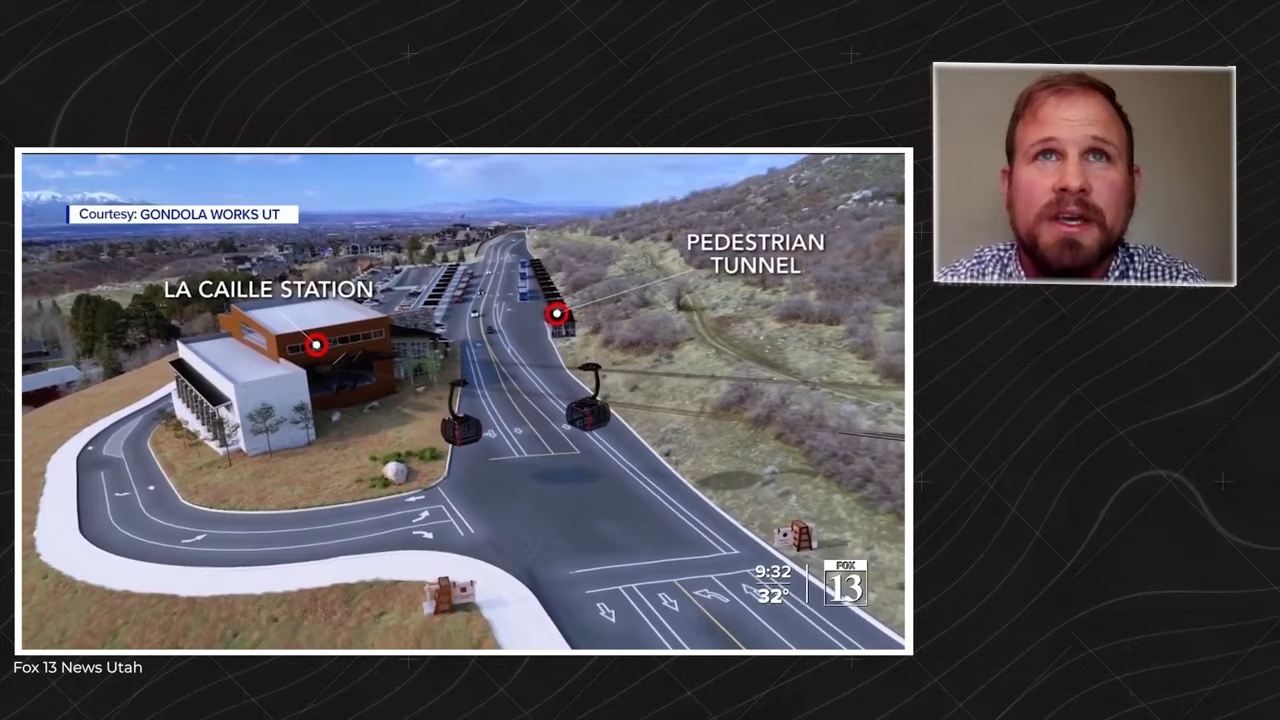 Courtesy: GONDOLA WORKS UT
PEDESTRIAN
TUNNEL
LA CAILLE STATION
9:32
32°
FOX
13
Fox 13 News Utah